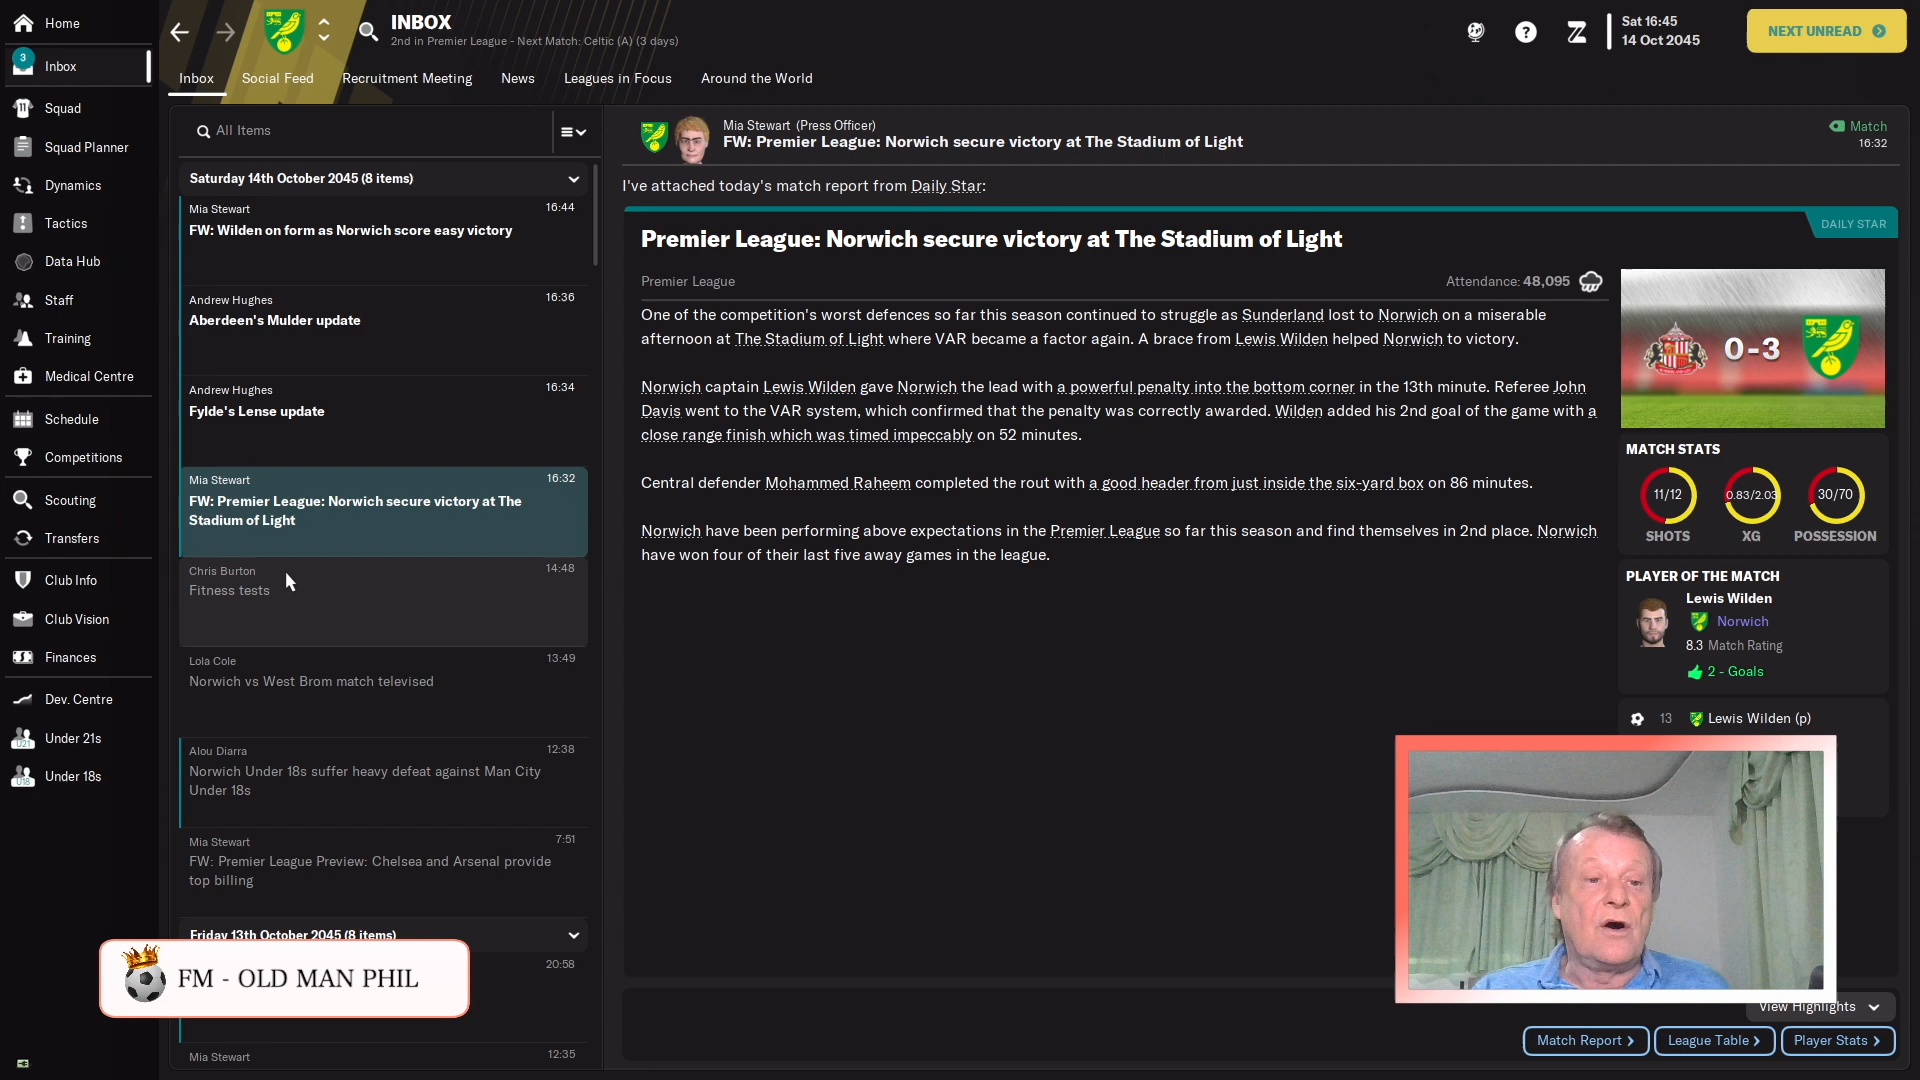 Home
3
Inbox
Squad
Squad Planner
Dynamics
Tactics
Data Hub
Staff
Training
Medical Centre
Schedule
Competitions
Scouting
Transfers
Club Info
Club Vision
Finances
Dev. Centre
U21
Under 21s
U18
Under 18s
INBOX
2nd in Premier League - Next Match: Celtic (A) (3 days)
Sat 16:45
14 Oct 2045
NEXT UNREAD
Inbox
Social Feed
Recruitment Meeting
News
Leagues in Focus
Around the World
All Items
Saturday 14th October 2045 (8 items)
Mia Stewart 16:44
FW: Wilden on form as Norwich score easy victory
Andrew Hughes 16:36
Aberdeen's Mulder update
Andrew Hughes 16:34
Fylde's Lense update
Mia Stewart 16:32
FW: Premier League: Norwich secure victory at The
Stadium of Light
Chris Burton 14:48
Fitness tests
Lola Cole 13:49
Norwich vs West Brom match televised
Alou Diarra 12:38
Norwich Under 18s suffer heavy defeat against Man City
Under 18s
Mia Stewart 7:51
FW: Premier League Preview: Chelsea and Arsenal provide
top billing
Friday 13th October 2045 (8 items)
20:58
Mia Stewart 12:35
FM - OLD MAN PHIL
Mia Stewart (Press Officer)
FW: Premier League: Norwich secure victory at The Stadium of Light
Match
16:32
I've attached today's match report from Daily Star:
DAILY STAR
Premier League: Norwich secure victory at The Stadium of Light
Premier League
Attendance: 48,095
One of the competition's worst defences so far this season continued to struggle as Sunderland lost to Norwich on a miserable
afternoon at The Stadium of Light where VAR became a factor again. A brace from Lewis Wilden helped Norwich to victory.
Norwich captain Lewis Wilden gave Norwich the lead with a powerful penalty into the bottom corner in the 13th minute. Referee John
Davis went to the VAR system, which confirmed that the penalty was correctly awarded. Wilden added his 2nd goal of the game with a
close range finish which was timed impeccably on 52 minutes.
Central defender Mohammed Raheem completed the rout with a good header from just inside the six-yard box on 86 minutes.
Norwich have been performing above expectations in the Premier League so far this season and find themselves in 2nd place. Norwich
have won four of their last five away games in the league.
0-3
MATCH STATS
11/12
0.83/2.03
30/70
SHOTS
XG
POSSESSION
PLAYER OF THE MATCH
Lewis Wilden
Norwich
8.3 Match Rating
2 - Goals
13 Lewis Wilden (p)
View Highlights
Match Report
League Table
Player Stats